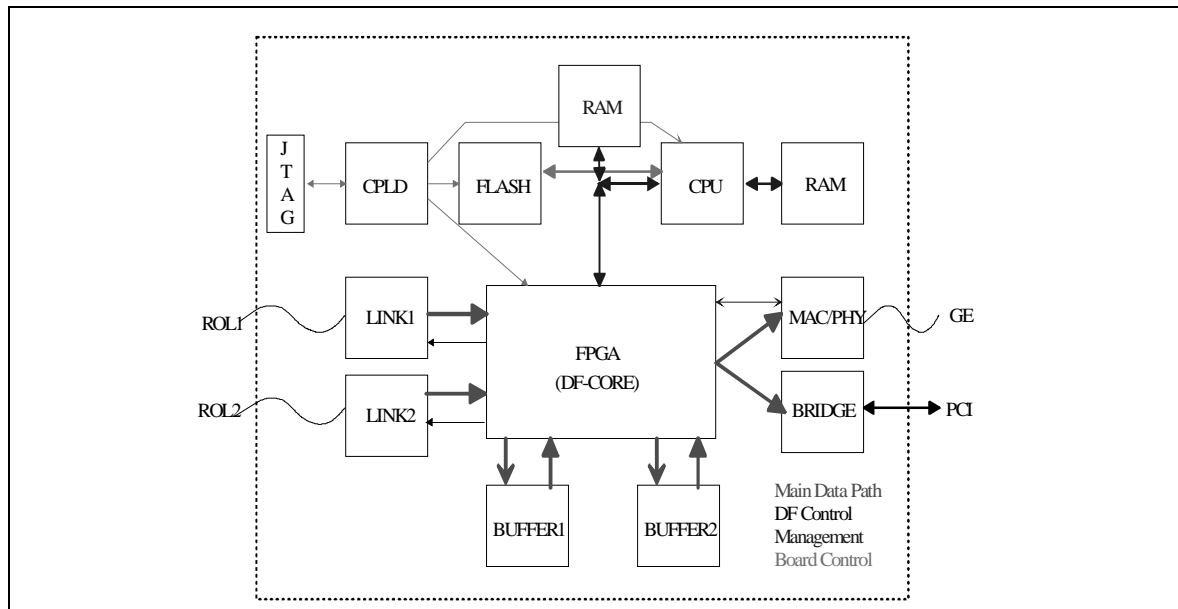 RAM
J
T
A
G
CPLD
FLASH
CPU
RAM
ROL1
LINK1
FPGA
(DF-CORE)
MAC/PHY
GE
ROL2
LINK2
BRIDGE
PCI
BUFFER1
BUFFER2
Main Data Path
DF Control
Management
Board Control